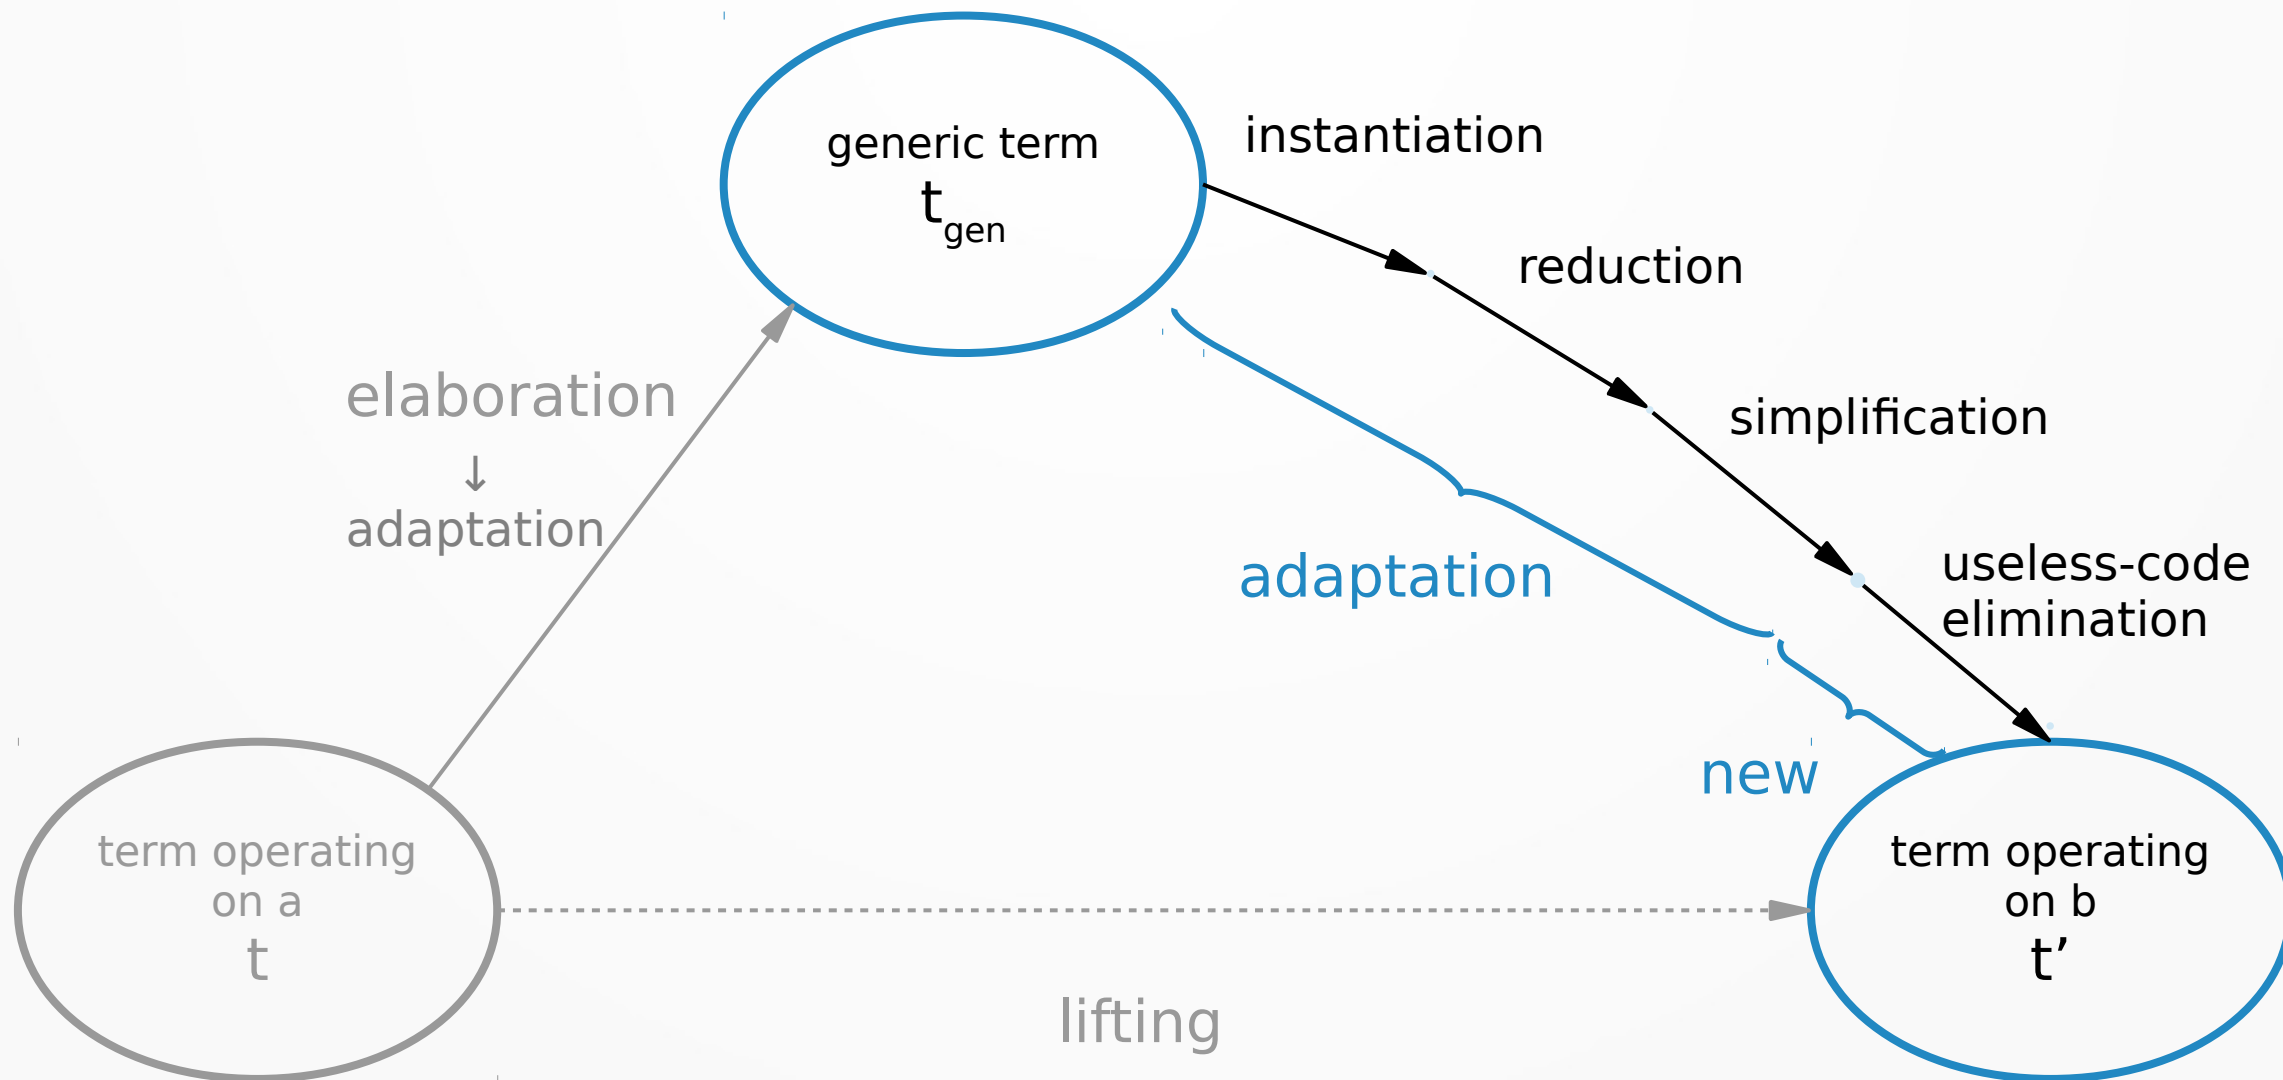 generic term
t
gen
instantiation
reduction
elaboration
↓
adaptation
simplification
adaptation
useless-code
elimination
new
term operating
on a
t
term operating
on b
t’
lifting